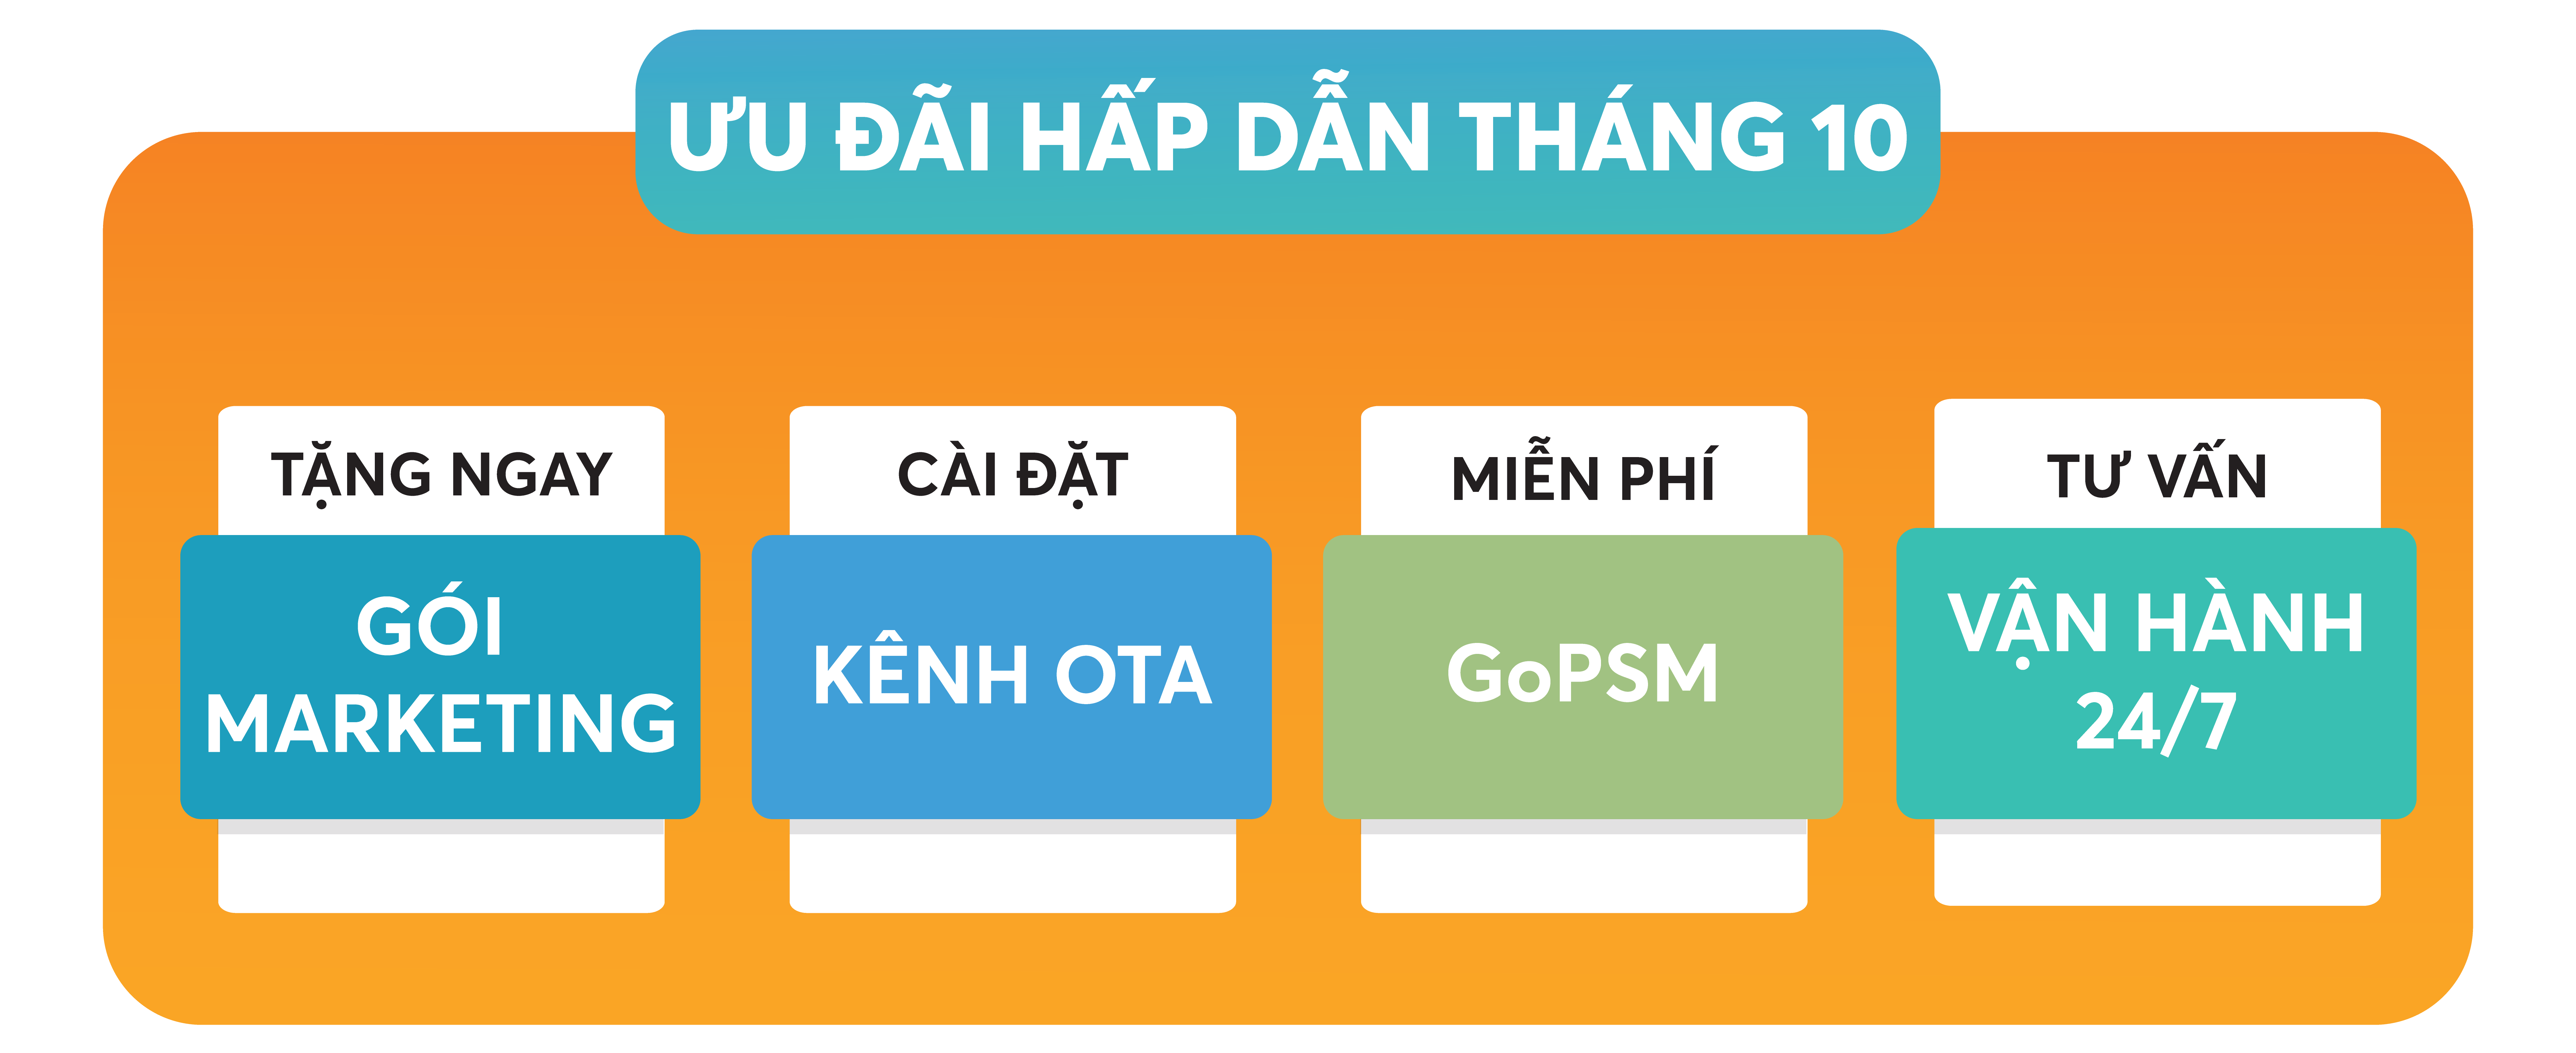 ƯU ĐÃI HẤP DẪN THÁNG 10
TẶNG NGAY
GÓI
MARKETING
CÀI ĐẶT
KÊNH OTA
MIỄN PHÍ
GoPSM
TƯ VẤN
VẬN HÀNH
24/7